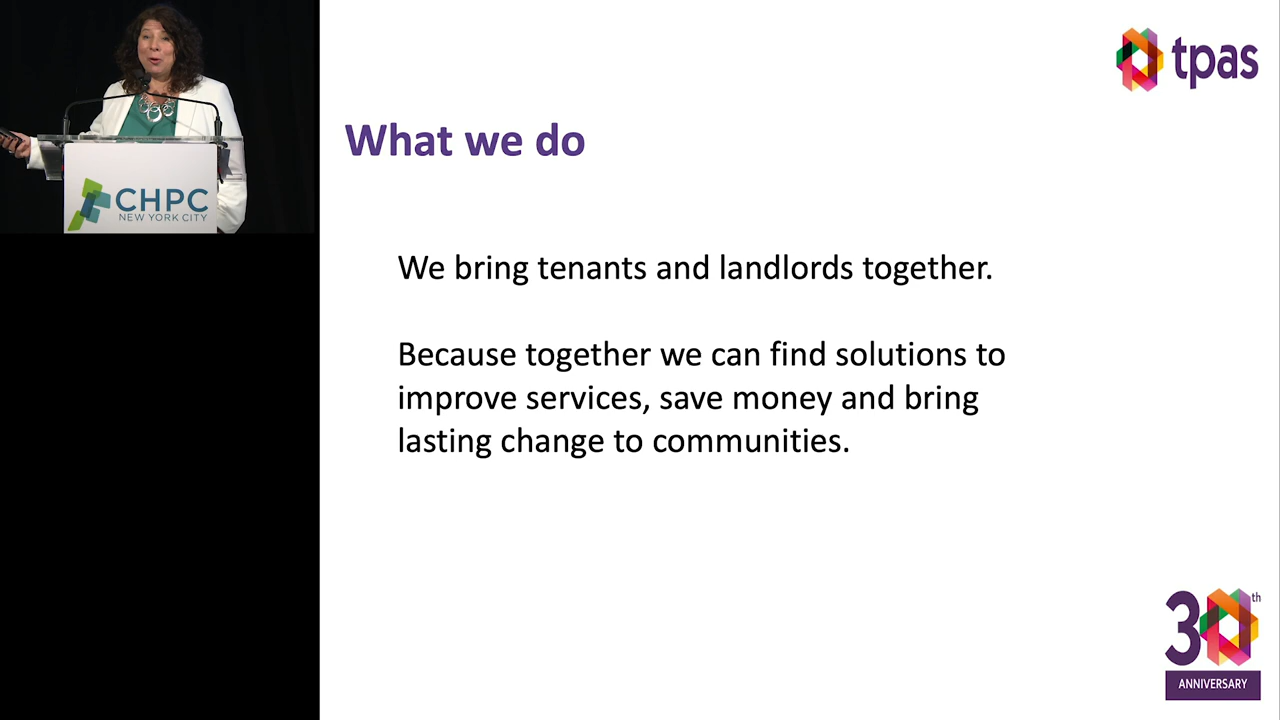 tpas
What we do
We bring tenants and landlords together.
Because together we can find solutions to
improve services, save money and bring
lasting change to communities.
CHPC
NEW YORK CITY
30th
ANNIVERSARY